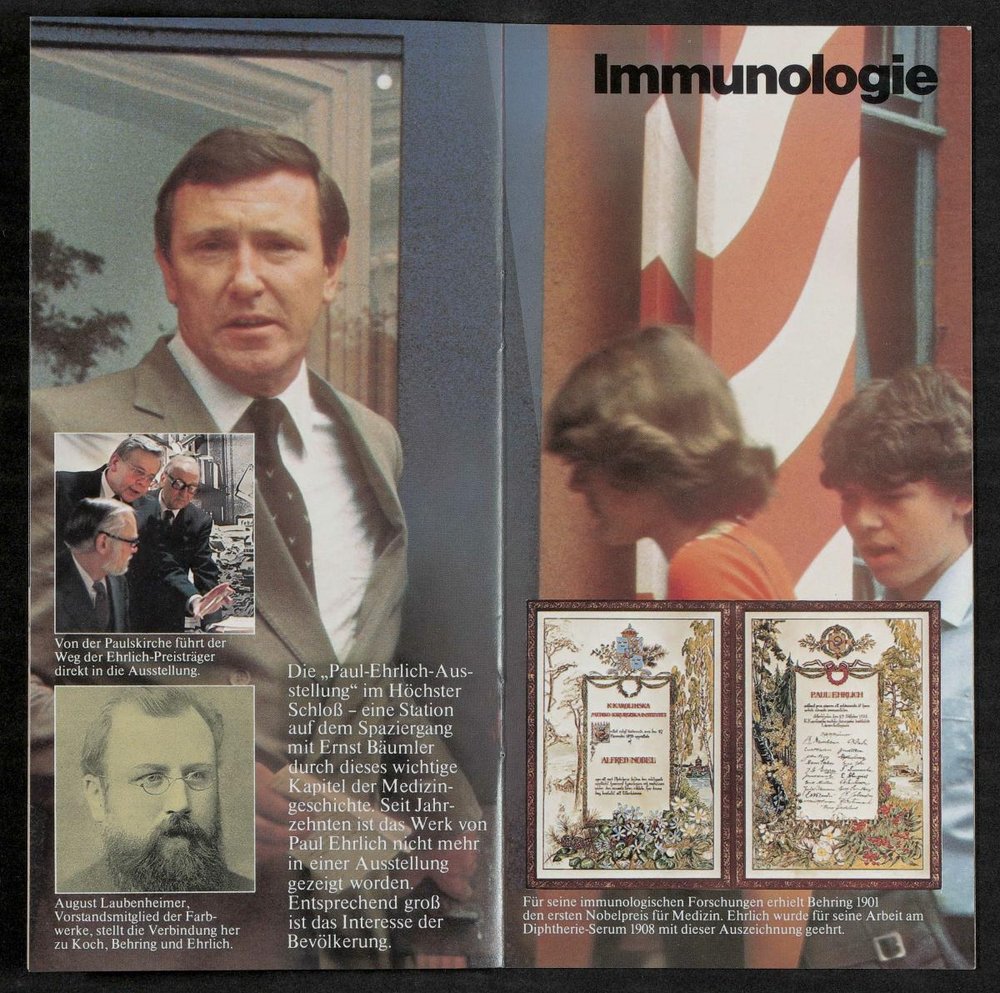 Immunologie
Von der Paulskirche führt der
Weg der Ehrlich-Preisträger
direkt in die Ausstellung.
August Laubenheimer,
Vorstandsmitglied der Farb-
werke, stellt die Verbindung her
zu Koch, Behring und Ehrlich.
Die „Paul-Ehrlich-Aus-
stellung“ im Höchster
Schloß – eine Station
auf dem Spaziergang
mit Ernst Bäumler
durch dieses wichtige
Kapitel der Medizin-
geschichte. Seit Jahr-
zehnten ist das Werk von
Paul Ehrlich nicht mehr
in einer Ausstellung
gezeigt worden.
Entsprechend groß
ist das Interesse der
Bevölkerung.
K KAROLINSKA
ALFRED NOBEL
PAUL EHRLICH
Für seine immunologischen Forschungen erhielt Behring 1901
den ersten Nobelpreis für Medizin. Ehrlich wurde für seine Arbeit am
Diphtherie-Serum 1908 mit dieser Auszeichnung geehrt.